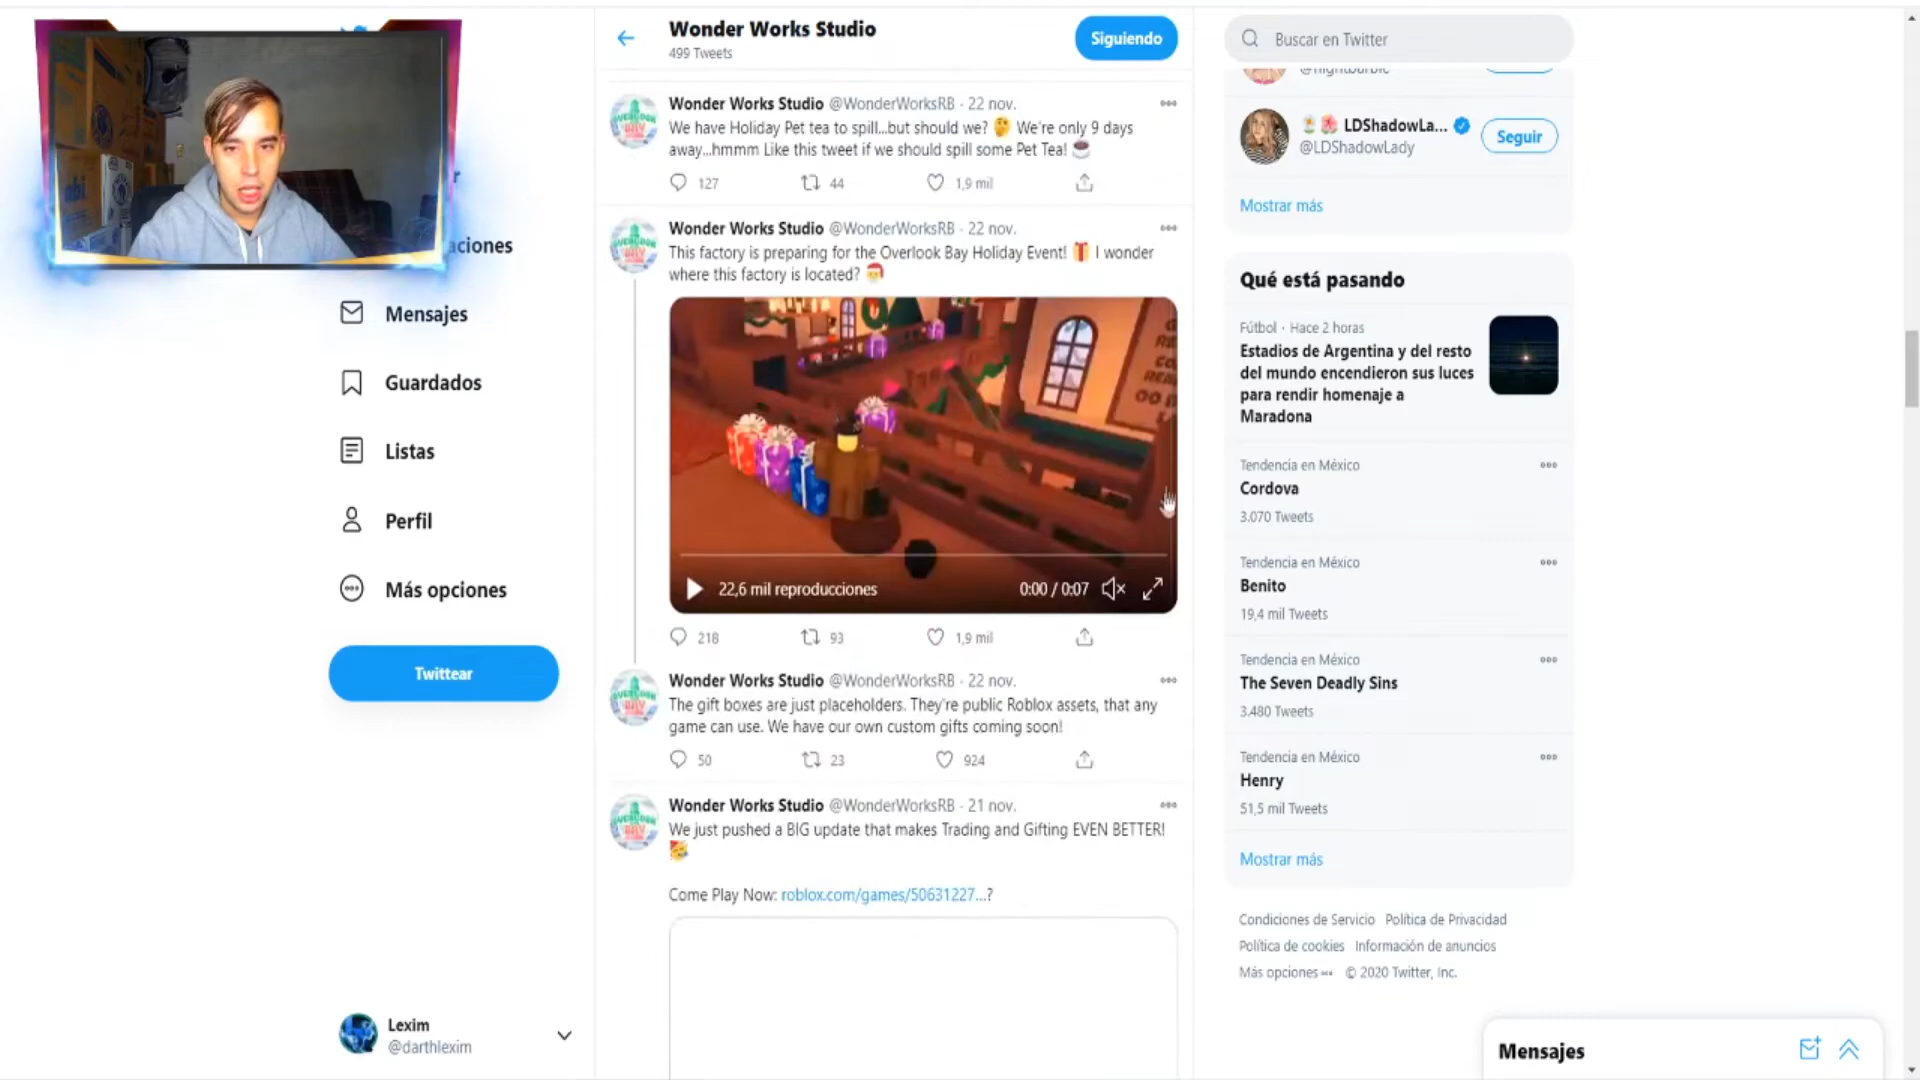 Wonder Works Studio
499 Tweets
Siguiendo
Wonder Works Studio @WonderWorksRB · 22 nov.
We have Holiday Pet tea to spill...but should we? 🤔 We're only 9 days
away...hmmm Like this tweet if we should spill some Pet Tea! ☕
127 44 1,9 mil
Wonder Works Studio @WonderWorksRB · 22 nov.
This factory is preparing for the Overlook Bay Holiday Event! 🎁 I wonder
where this factory is located? 🎅
22,6 mil reproducciones 0:00 / 0:07
218 93 1,9 mil
Wonder Works Studio @WonderWorksRB · 22 nov.
The gift boxes are just placeholders. They're public Roblox assets, that any
game can use. We have our own custom gifts coming soon!
50 23 924
Wonder Works Studio @WonderWorksRB · 21 nov.
We just pushed a BIG update that makes Trading and Gifting EVEN BETTER!
🥳
Come Play Now: roblox.com/games/50631227...?
aciones
Mensajes
Guardados
Listas
Perfil
Más opciones
Twittear
Lexim
@darthlexim
Buscar en Twitter
LDShadowLa...
@LDShadowLady
Seguir
Mostrar más
Qué está pasando
Fútbol · Hace 2 horas
Estadios de Argentina y del resto
del mundo encendieron sus luces
para rendir homenaje a
Maradona
Tendencia en México
Cordova
3.070 Tweets
Tendencia en México
Benito
19,4 mil Tweets
Tendencia en México
The Seven Deadly Sins
3.480 Tweets
Tendencia en México
Henry
51,5 mil Tweets
Mostrar más
Condiciones de Servicio Política de Privacidad
Política de cookies Información de anuncios
Más opciones ••• © 2020 Twitter, Inc.
Mensajes